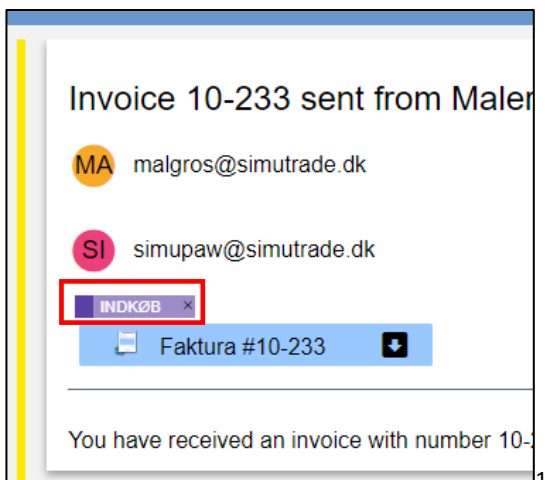 Invoice 10-233 sent from Maler
MA malgros@simutrade.dk
SI simupaw@simutrade.dk
INDKØB ×
Faktura #10-233
You have received an invoice with number 10-